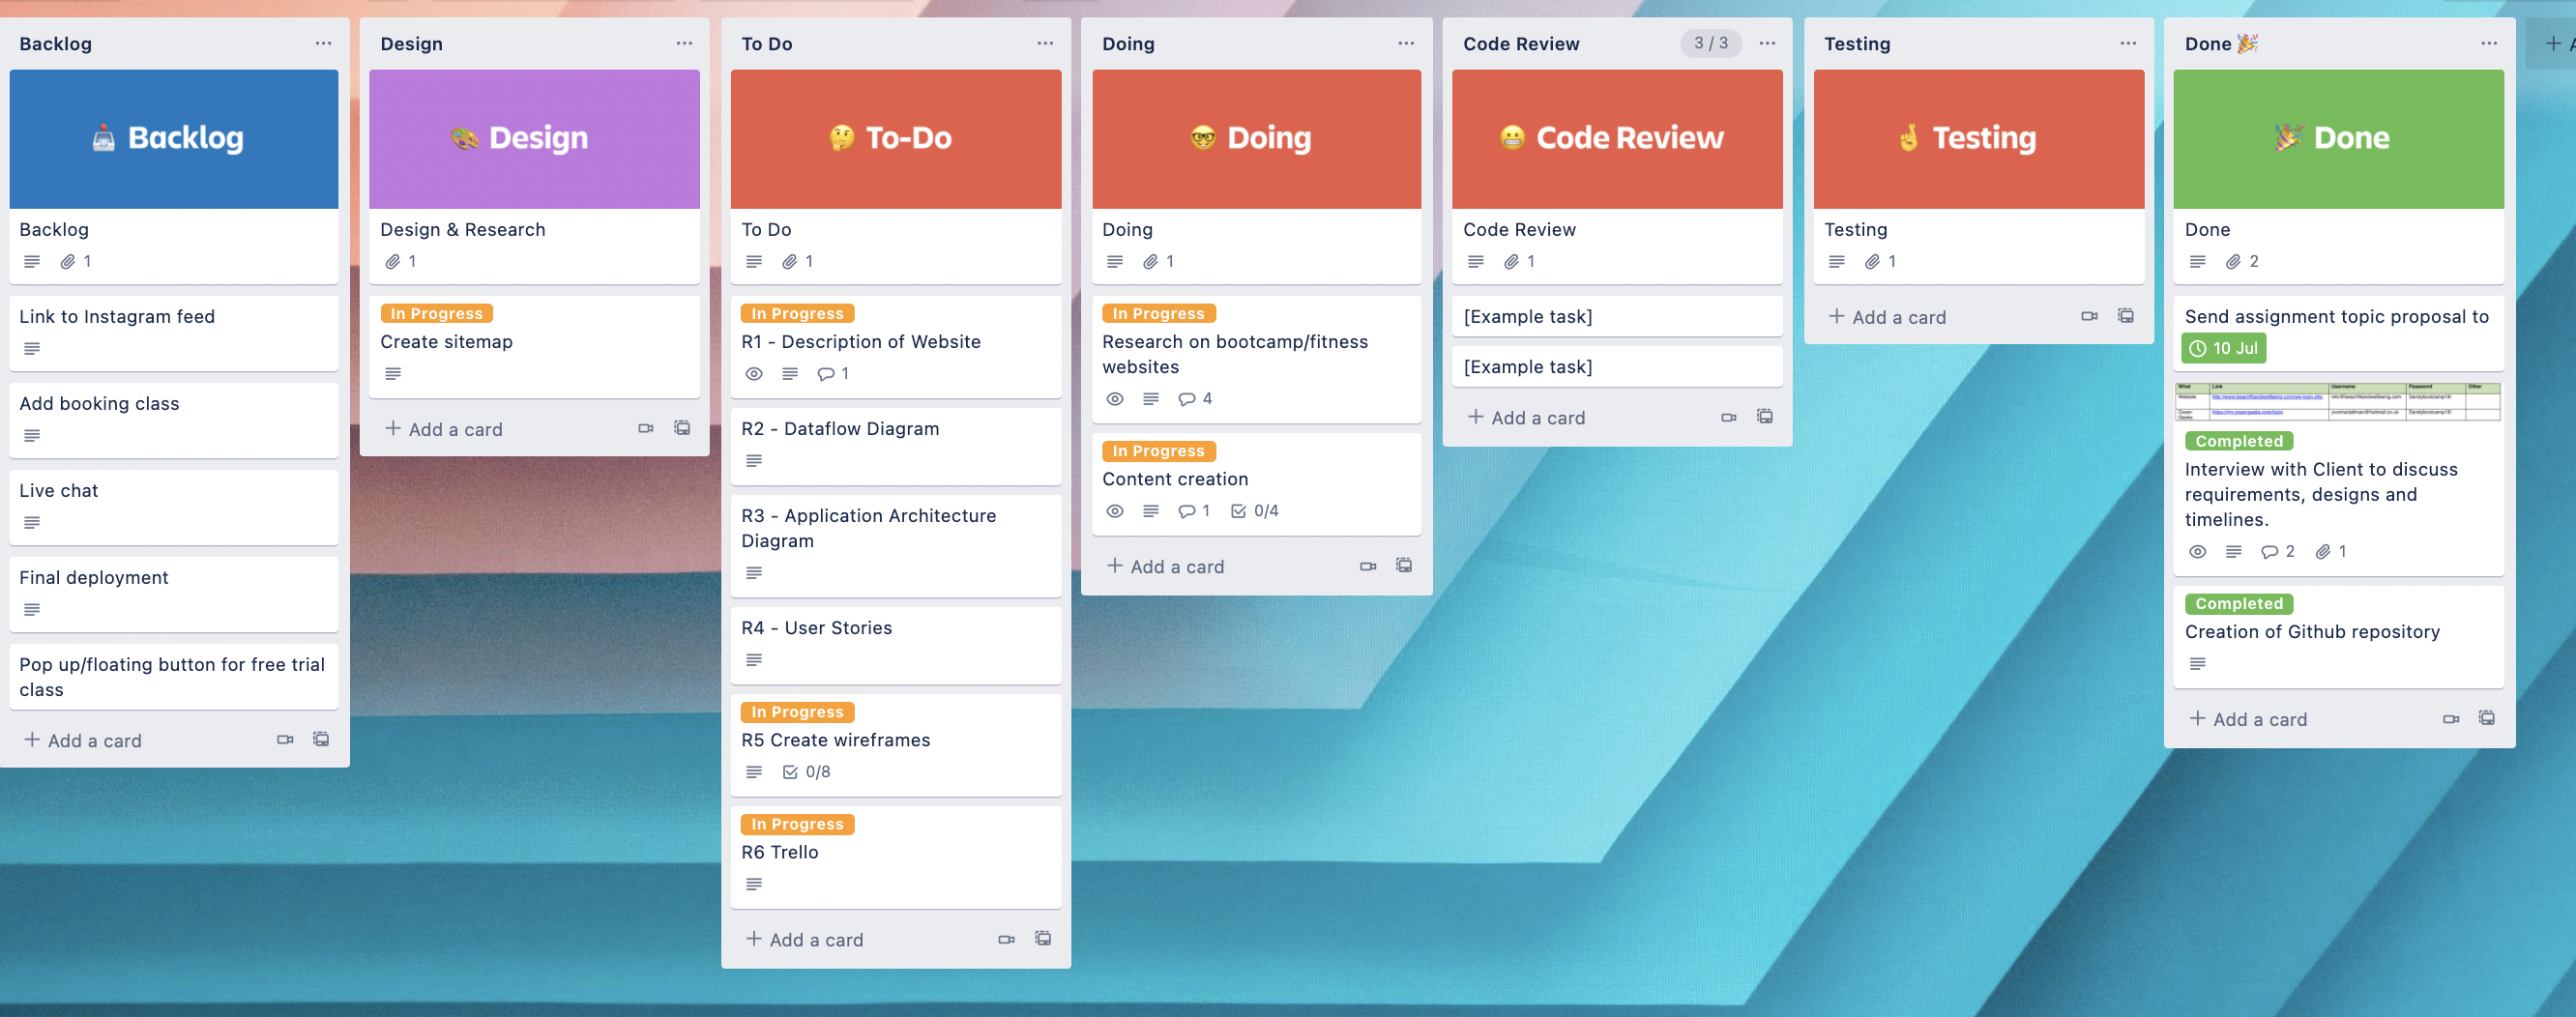 Backlog
Backlog
Backlog
1
Link to Instagram feed
Add booking class
Live chat
Final deployment
Pop up/floating button for free trial
class
+ Add a card
Design
Design
Design & Research
1
In Progress
Create sitemap
+ Add a card
To Do
To-Do
To Do
1
In Progress
R1 - Description of Website
1
R2 - Dataflow Diagram
R3 - Application Architecture
Diagram
R4 - User Stories
In Progress
R5 Create wireframes
0/8
In Progress
R6 Trello
+ Add a card
Doing
Doing
Doing
1
In Progress
Research on bootcamp/fitness
websites
4
In Progress
Content creation
1 0/4
+ Add a card
Code Review 3 / 3
Code Review
Code Review
1
[Example task]
[Example task]
+ Add a card
Testing
Testing
Testing
1
+ Add a card
Done 🎉
Done
Done
2
Send assignment topic proposal to
10 Jul
What Link Username Password Other
Website
Completed
Interview with Client to discuss
requirements, designs and
timelines.
2 1
Completed
Creation of Github repository
+ Add a card
+